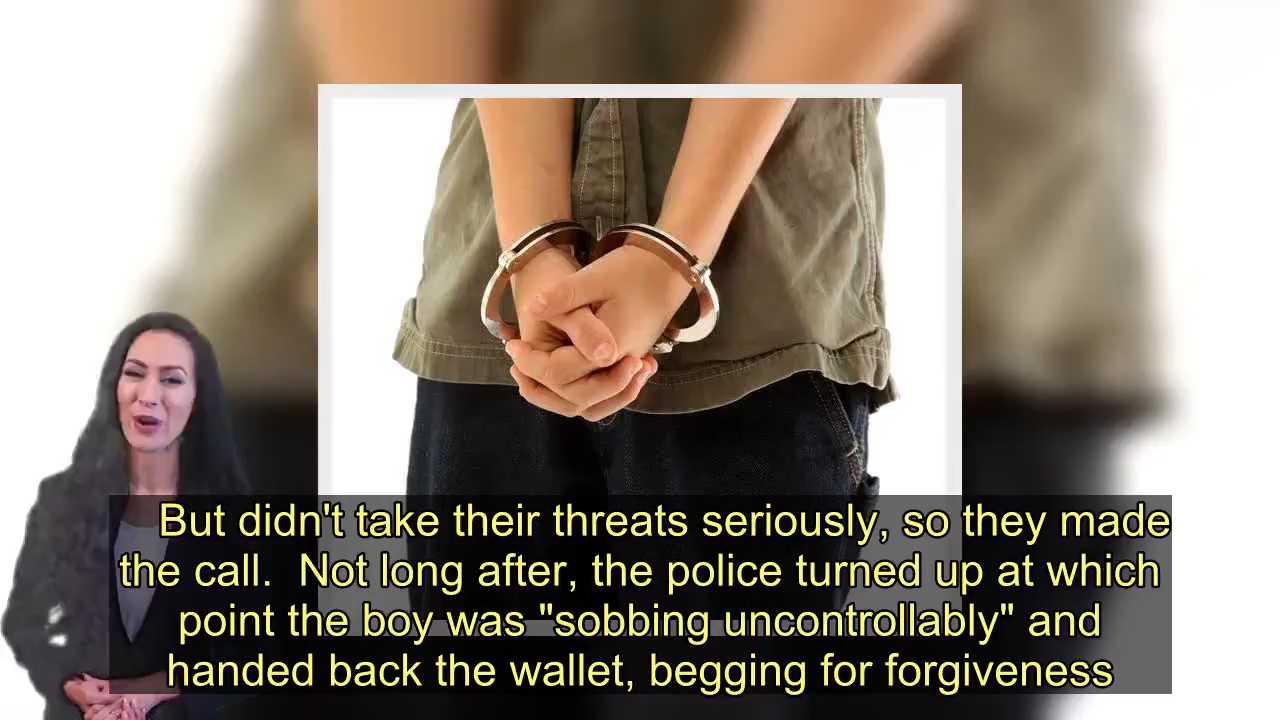 But didn't take their threats seriously, so they made
the call.  Not long after, the police turned up at which
point the boy was "sobbing uncontrollably" and
handed back the wallet, begging for forgiveness